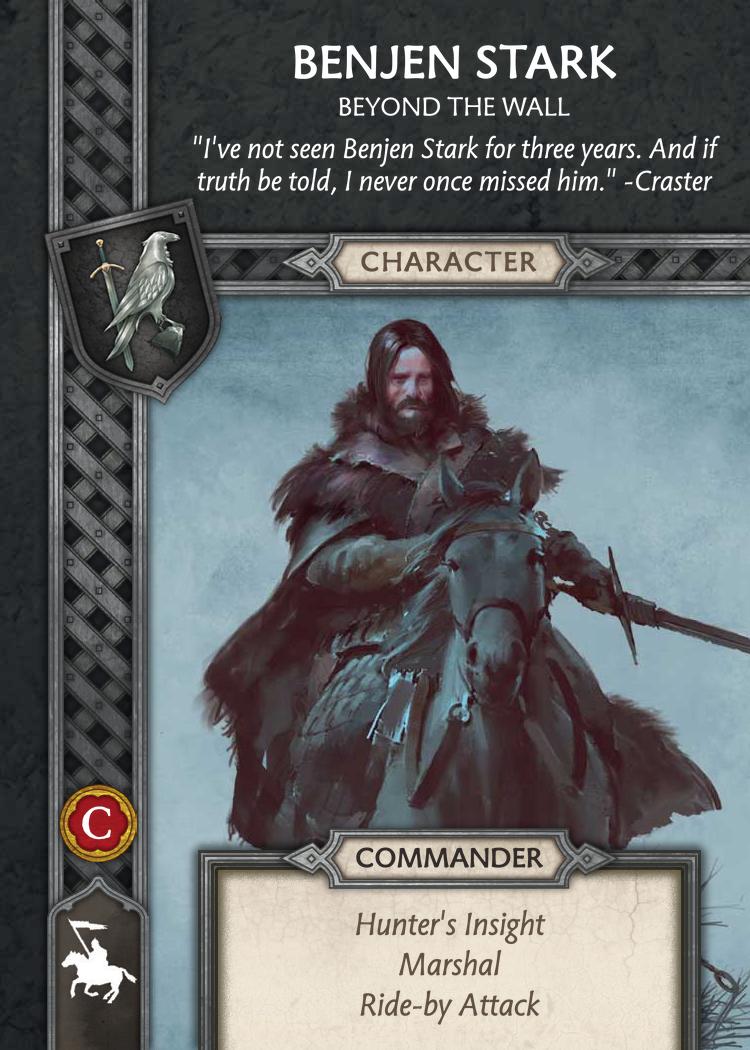 BENJEN STARK
BEYOND THE WALL
"I've not seen Benjen Stark for three years. And if
truth be told, I never once missed him." -Craster
CHARACTER
C
COMMANDER
Hunter's Insight
Marshal
Ride-by Attack